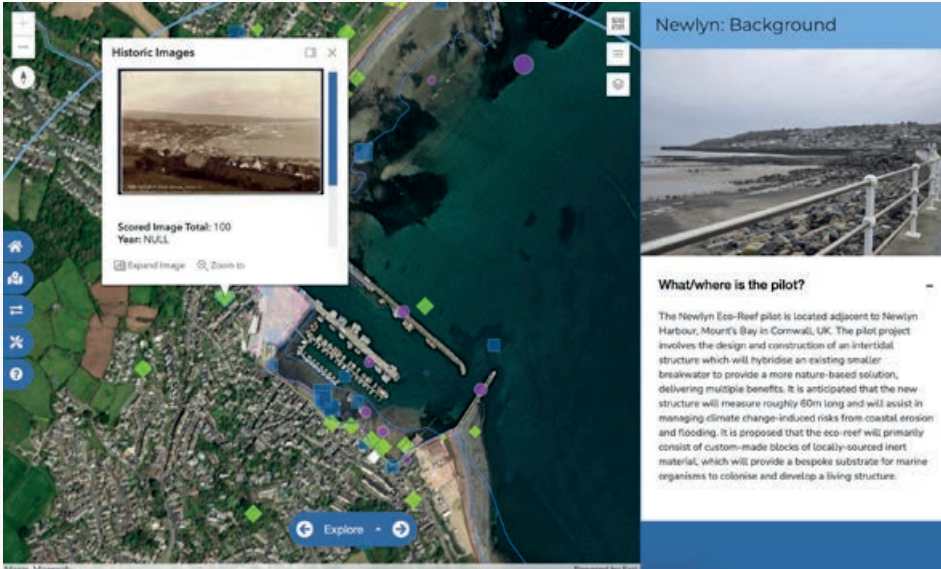 Historic Images
Scored Image Total: 100
Year: NULL
Expand Image
Zoom to
Explore
Newlyn: Background
What/where is the pilot?
The Newlyn Eco-Reef pilot is located adjacent to Newlyn
Harbour, Mount's Bay in Cornwall, UK. The pilot project
involves the design and construction of an intertidal
structure which will hybridise an existing smaller
breakwater to provide a more nature-based solution,
delivering multiple benefits. It is anticipated that the new
structure will measure roughly 60m long and will assist in
managing climate change-induced risks from coastal erosion
and flooding. It is proposed that the eco-reef will primarily
consist of custom-made blocks of locally-sourced inert
material, which will provide a bespoke substrate for marine
organisms to colonise and develop a living structure.